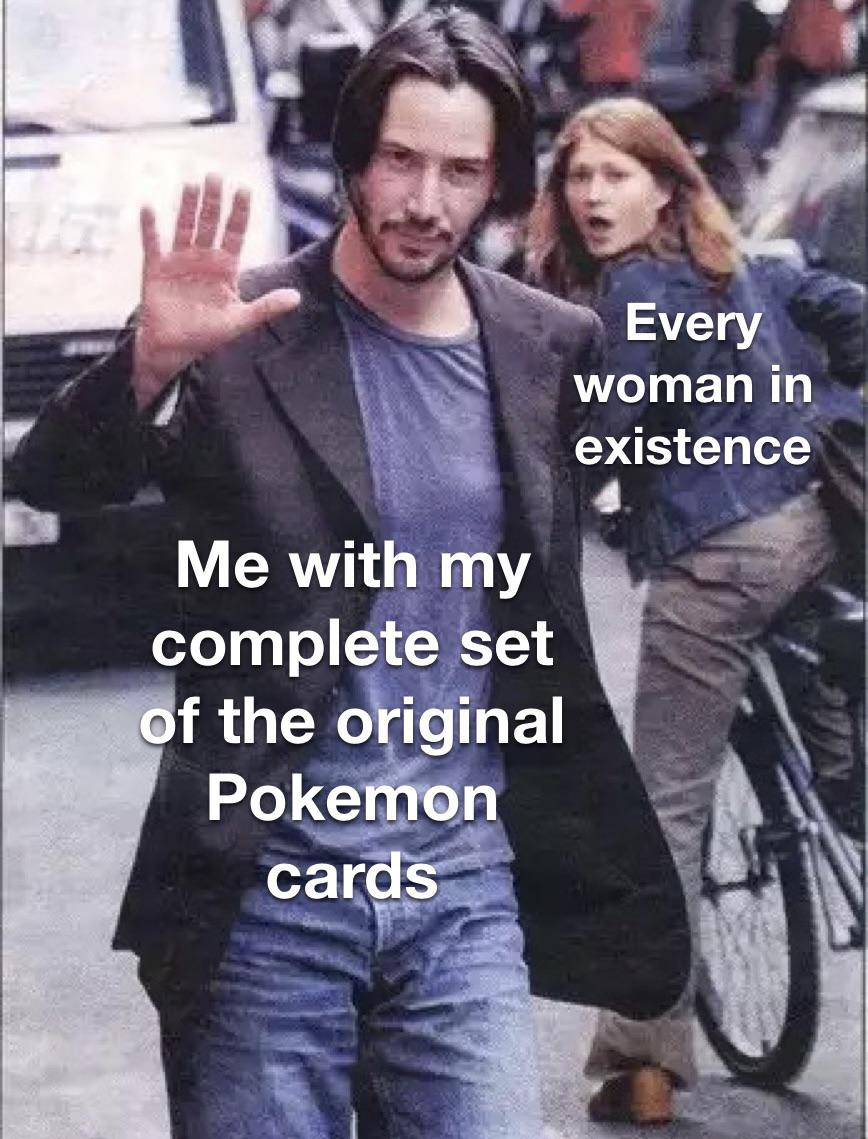 Every
woman in
existence
Me with my
complete set
of the original
Pokemon
cards